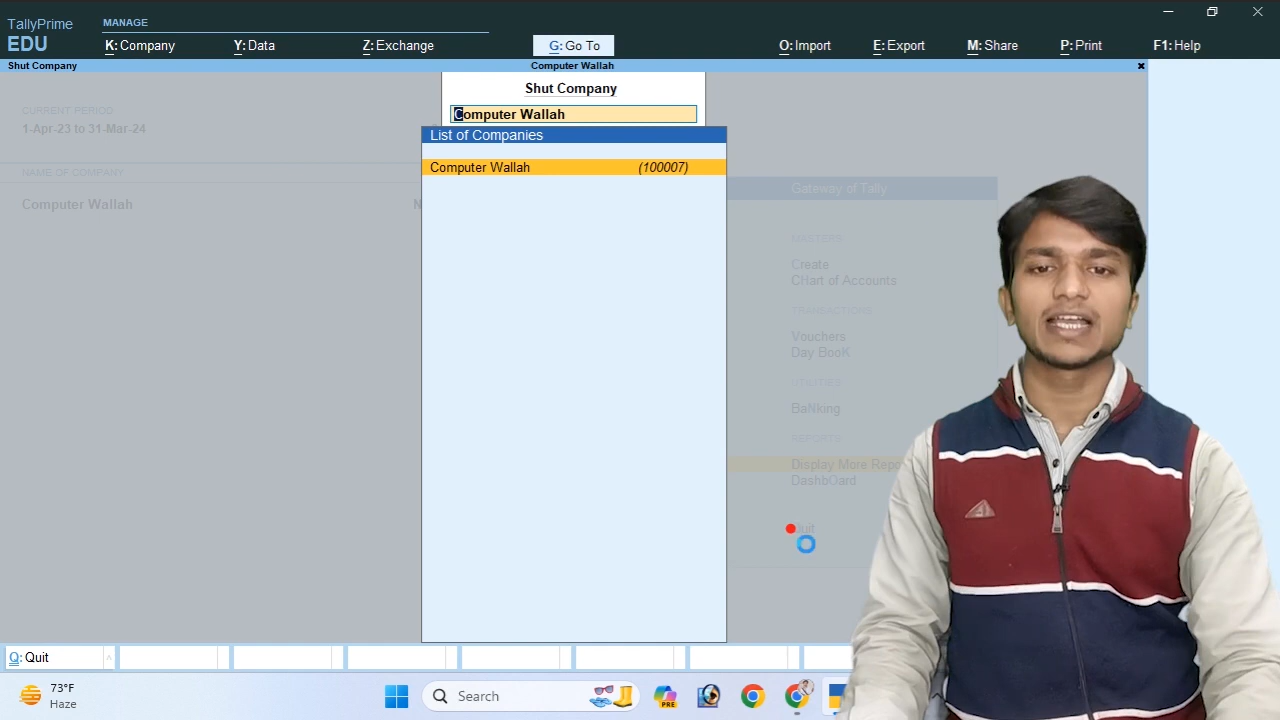 TallyPrime
EDU
MANAGE
K: Company
Y: Data
Z: Exchange
G: Go To
O: Import
E: Export
M: Share
P: Print
F1: Help
Shut Company
Computer Wallah
Shut Company
Computer Wallah
List of Companies
Computer Wallah (100007)
CURRENT PERIOD
1-Apr-23 to 31-Mar-24
NAME OF COMPANY
Computer Wallah
Gateway of Tally
MASTERS
Create
CHart of Accounts
TRANSACTIONS
Vouchers
Day BooK
UTILITIES
BaNking
REPORTS
Display More
DashbOard
Q: Quit
73°F
Haze
Search
PRE